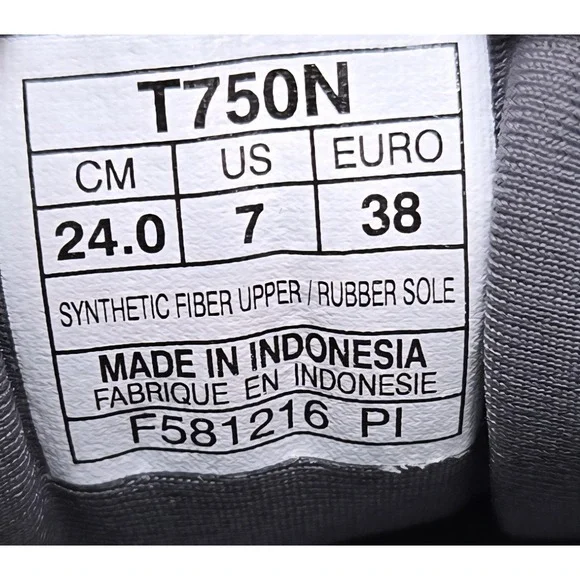 T750N
CM US EURO
24.0 7 38
SYNTHETIC FIBER UPPER / RUBBER SOLE
MADE IN INDONESIA
FABRIQUE EN INDONESIE
F581216 PI